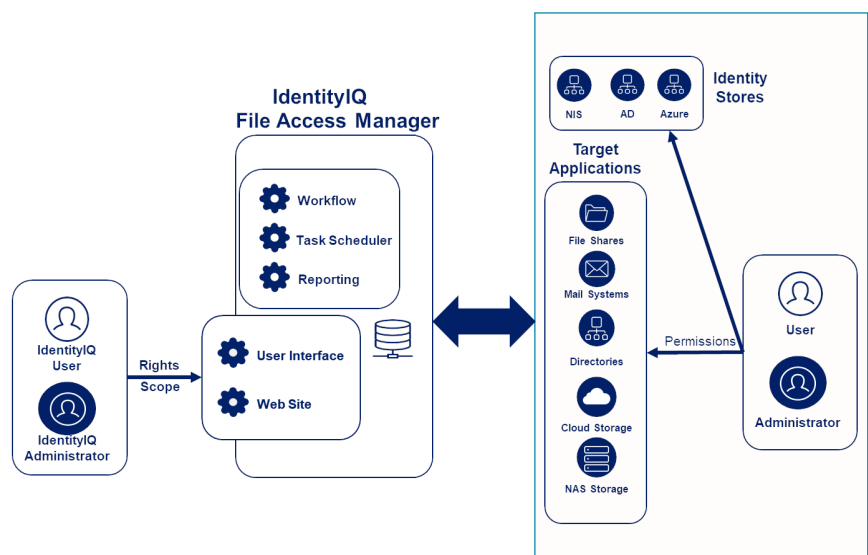 IdentityIQ
File Access Manager
Workflow
Task Scheduler
Reporting
User Interface
Web Site
IdentityIQ
User
IdentityIQ
Administrator
Rights
Scope
Identity
Stores
NIS
AD
Azure
Target
Applications
File Shares
Mail Systems
Directories
Cloud Storage
NAS Storage
Permissions
User
Administrator